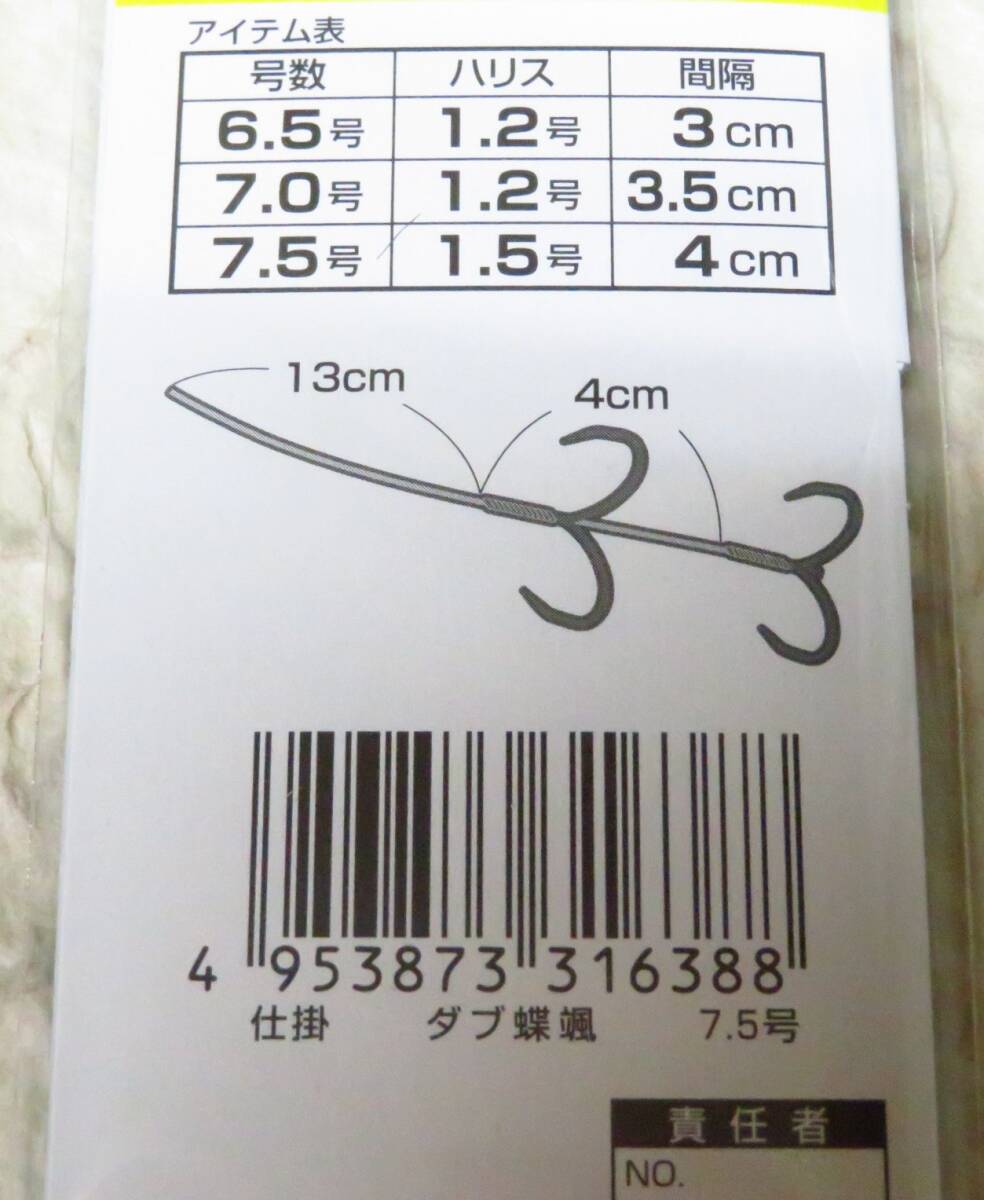 アイテム表
号数 ハリス 間隔
6.5号 1.2号 3cm
7.0号 1.2号 3.5cm
7.5号 1.5号 4cm
13cm 4cm
4 953873 316388
仕掛 ダブ蝶颯 7.5号
責任者
NO.